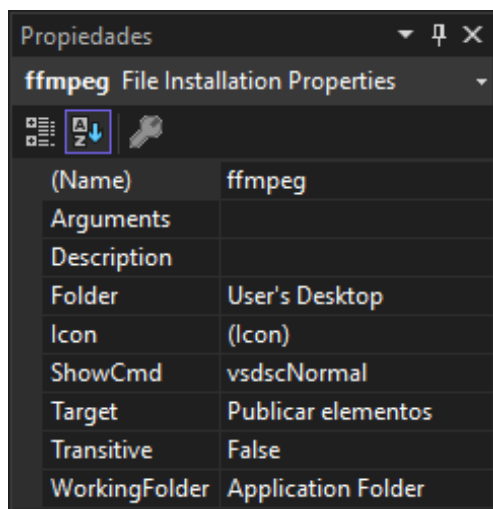 Propiedades
ffmpeg File Installation Properties
(Name) ffmpeg
Arguments
Description
Folder User's Desktop
Icon (Icon)
ShowCmd vsdscNormal
Target Publicar elementos
Transitive False
WorkingFolder Application Folder